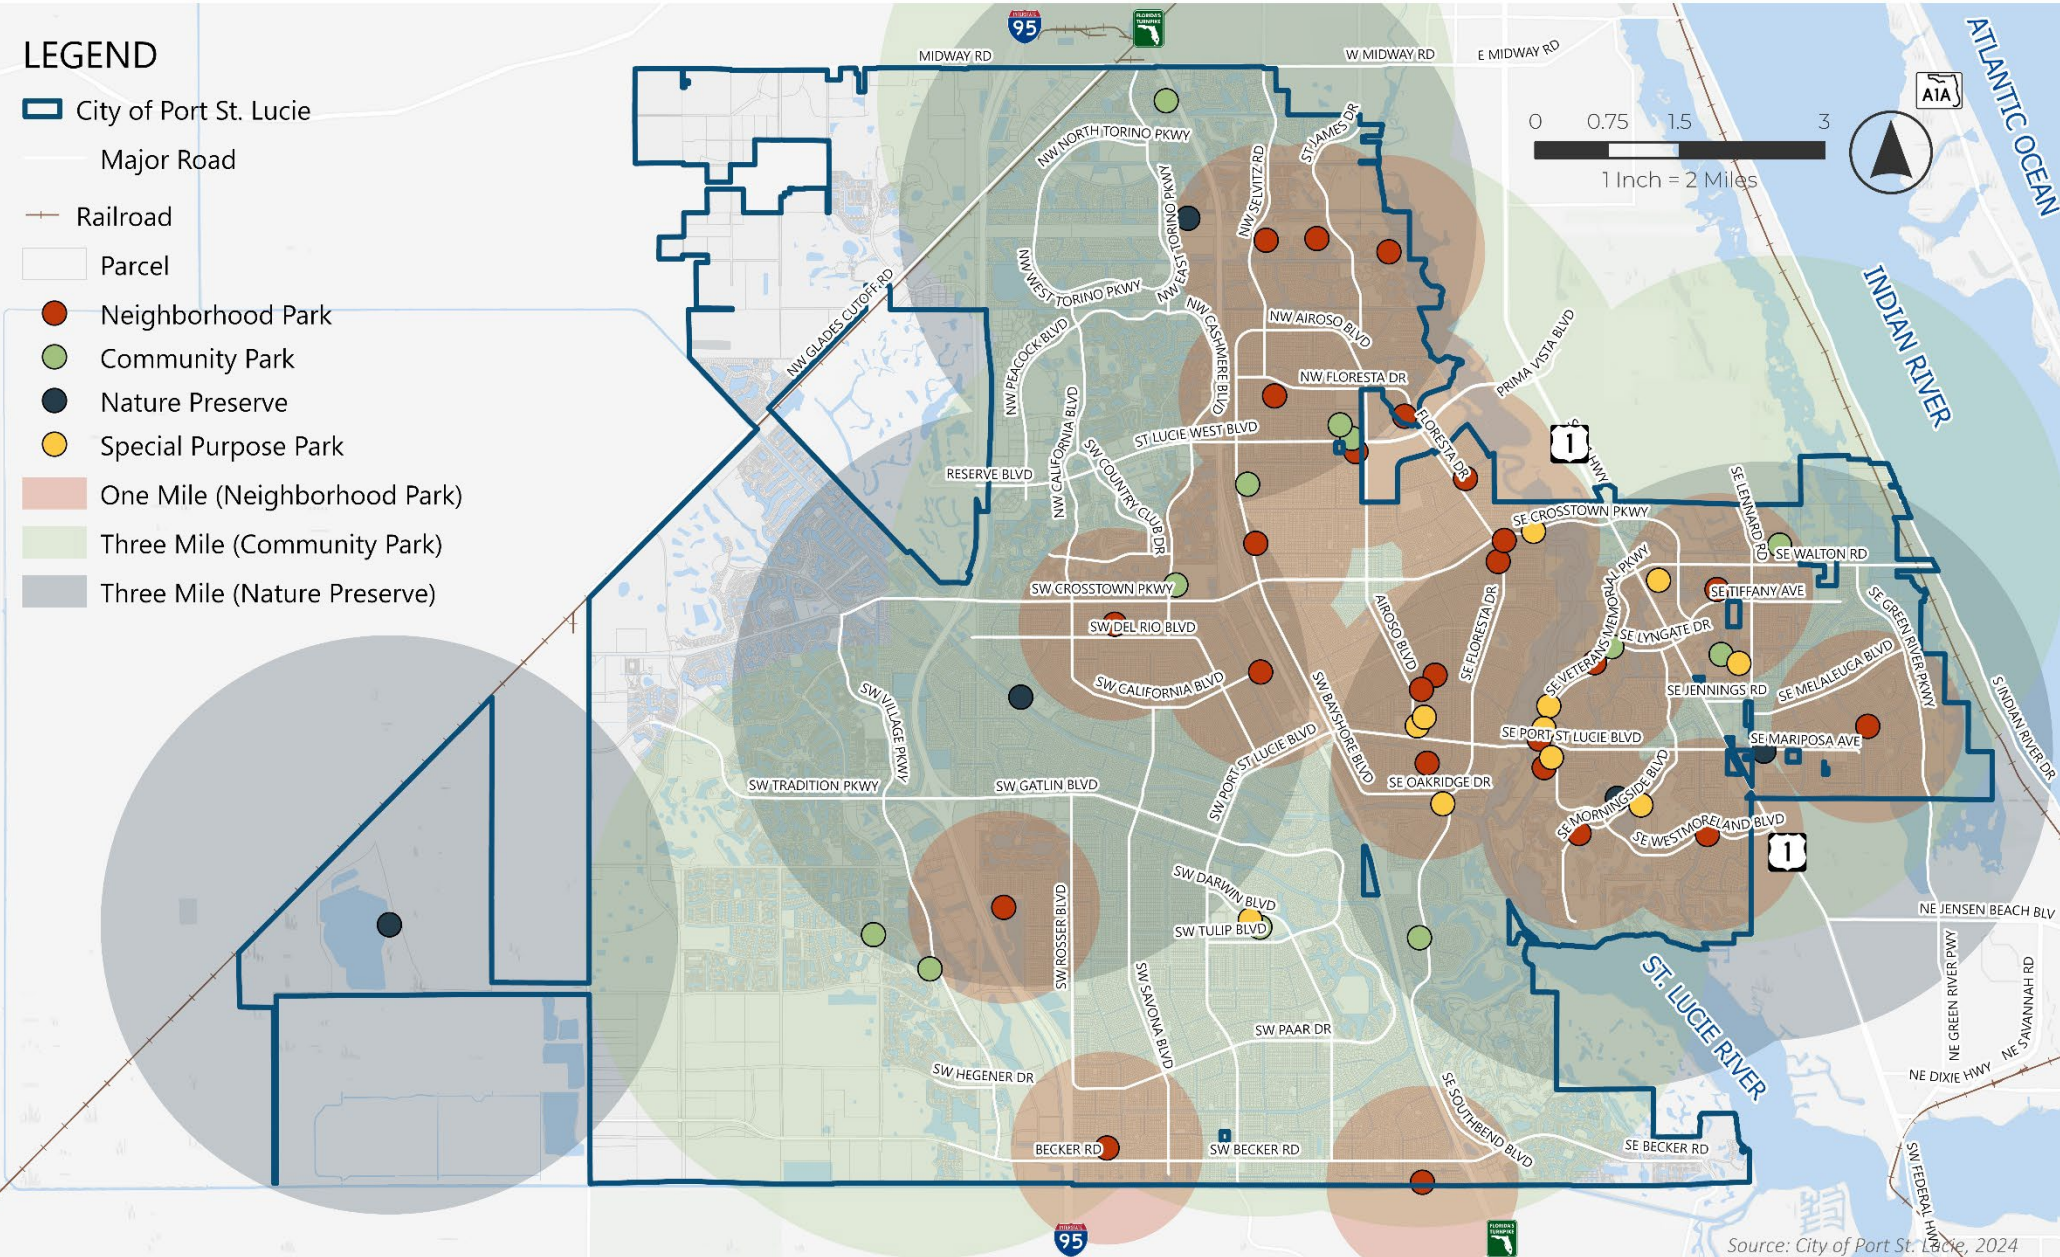 LEGEND
City of Port St. Lucie
Major Road
Railroad
Parcel
Neighborhood Park
Community Park
Nature Preserve
Special Purpose Park
One Mile (Neighborhood Park)
Three Mile (Community Park)
Three Mile (Nature Preserve)
INTERSTATE
95
FLORIDA'S TURNPIKE
MIDWAY RD
W MIDWAY RD
E MIDWAY RD
A1A
ATLANTIC OCEAN
0 0.75 1.5 3
1 Inch = 2 Miles
NW NORTH TORINO PKWY
ST JAMES DR
NW SELVITZ RD
NW EAST TORINO PKWY
NW WEST TORINO PKWY
NW GLADES CUTOFF RD
INDIAN RIVER
NW PEACOCK BLVD
NW CASHMERE BLVD
NW AIROSO BLVD
PRIMA VISTA BLVD
NW FLORESTA DR
NW CALIFORNIA BLVD
ST LUCIE WEST BLVD
FLORESTA DR
1
HWY
RESERVE BLVD
SW COUNTRY CLUB DR
SE LENNARD RD
SE CROSSTOWN PKWY
SE WALTON RD
SW CROSSTOWN PKWY
SE TIFFANY AVE
SE VETERANS MEMORIAL PKWY
SE GREEN RIVER PKWY
SW DEL RIO BLVD
AIROSO BLVD
SE FLORESTA DR
SE LYNGATE DR
SE MELALEUCA BLVD
SW CALIFORNIA BLVD
SE JENNINGS RD
SW VILLAGE PKWY
SW BAYSHORE BLVD
SW PORT ST LUCIE BLVD
SE PORT ST LUCIE BLVD
SE MARIPOSA AVE
S INDIAN RIVER DR
SW TRADITION PKWY
SW GATLIN BLVD
SE OAKRIDGE DR
SE MORNINGSIDE BLVD
SE WESTMORELAND BLVD
1
SW DARWIN BLVD
SW TULIP BLVD
SW ROSSER BLVD
NE JENSEN BEACH BLV
SW SAVONA BLVD
ST. LUCIE RIVER
NE GREEN RIVER PWY
NE SAVANNAH RD
SW PAAR DR
SW HEGENER DR
NE DIXIE HWY
SE SOUTHBEND BLVD
BECKER RD
SW BECKER RD
SE BECKER RD
SW FEDERAL HWY
INTERSTATE
95
FLORIDA'S TURNPIKE
Source: City of Port St. Lucie, 2024